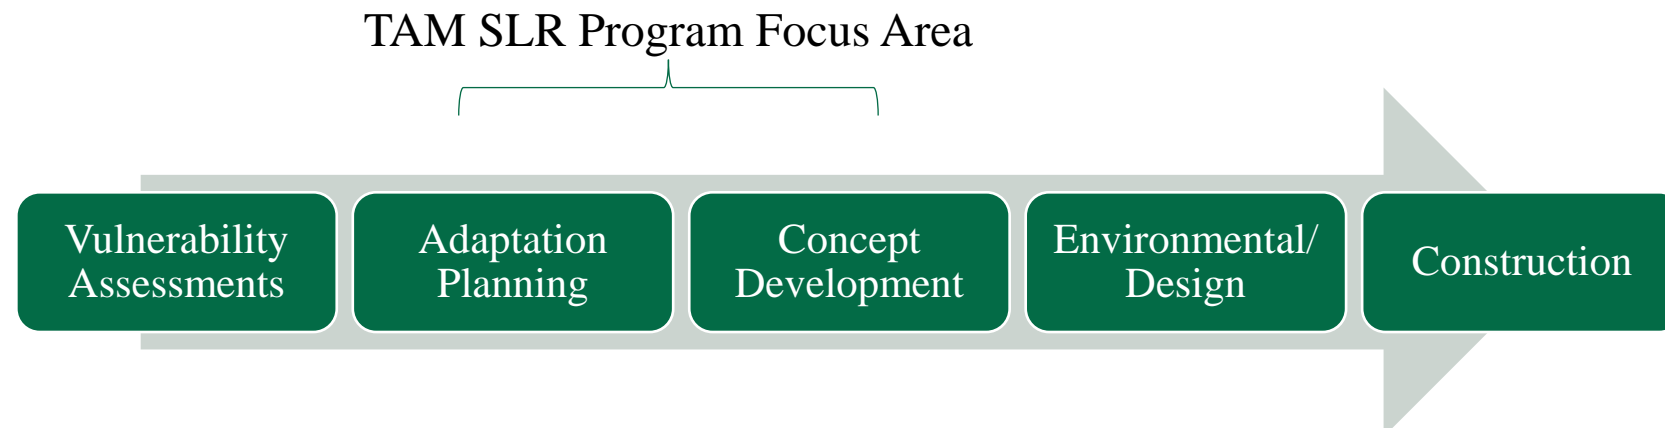 TAM SLR Program Focus Area
Vulnerability
Assessments
Adaptation
Planning
Concept
Development
Environmental/
Design
Construction